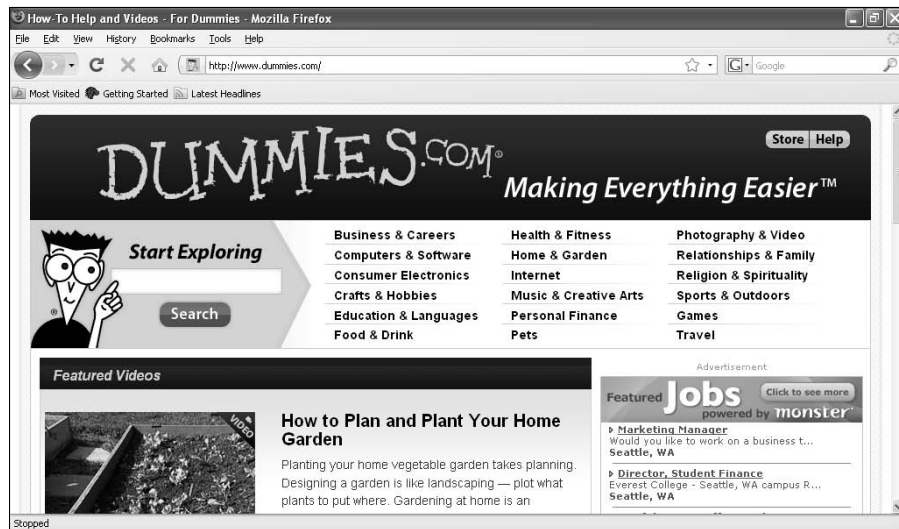 How-To Help and Videos - For Dummies - Mozilla Firefox
File Edit View History Bookmarks Tools Help
http://www.dummies.com/
G Google
Most Visited Getting Started Latest Headlines
DUMMIES.COM®
Store Help
Making Everything Easier™
Start Exploring
Search
®
Business & Careers
Computers & Software
Consumer Electronics
Crafts & Hobbies
Education & Languages
Food & Drink
Health & Fitness
Home & Garden
Internet
Music & Creative Arts
Personal Finance
Pets
Photography & Video
Relationships & Family
Religion & Spirituality
Sports & Outdoors
Games
Travel
Featured Videos
VIDEO
How to Plan and Plant Your Home
Garden
Planting your home vegetable garden takes planning.
Designing a garden is like landscaping — plot what
plants to put where. Gardening at home is an
Advertisement
Featured Jobs Click to see more
powered by monster
Marketing Manager
Would you like to work on a business t...
Seattle, WA
Director, Student Finance
Everest College - Seattle, WA campus R...
Seattle, WA
Stopped